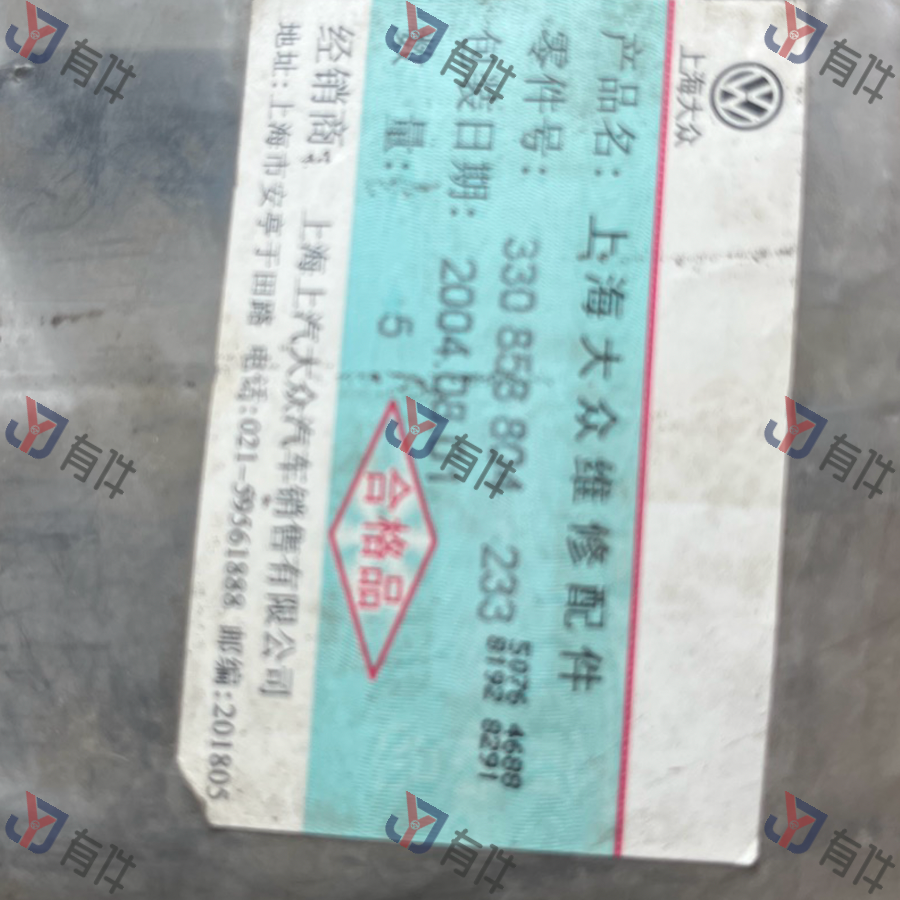 上海大众
产品名: 上海大众维修配件
零件号: 330 858 804 233
5076 4688
8192 8291
包装日期: 2004.08
数量: 5
合格品
经销商: 上海上汽大众汽车销售有限公司
地址:上海市安亭于田路 电话:021-59561888 邮编:201805
有件
有件
有件
有件
有件
有件
有件
有件
有件